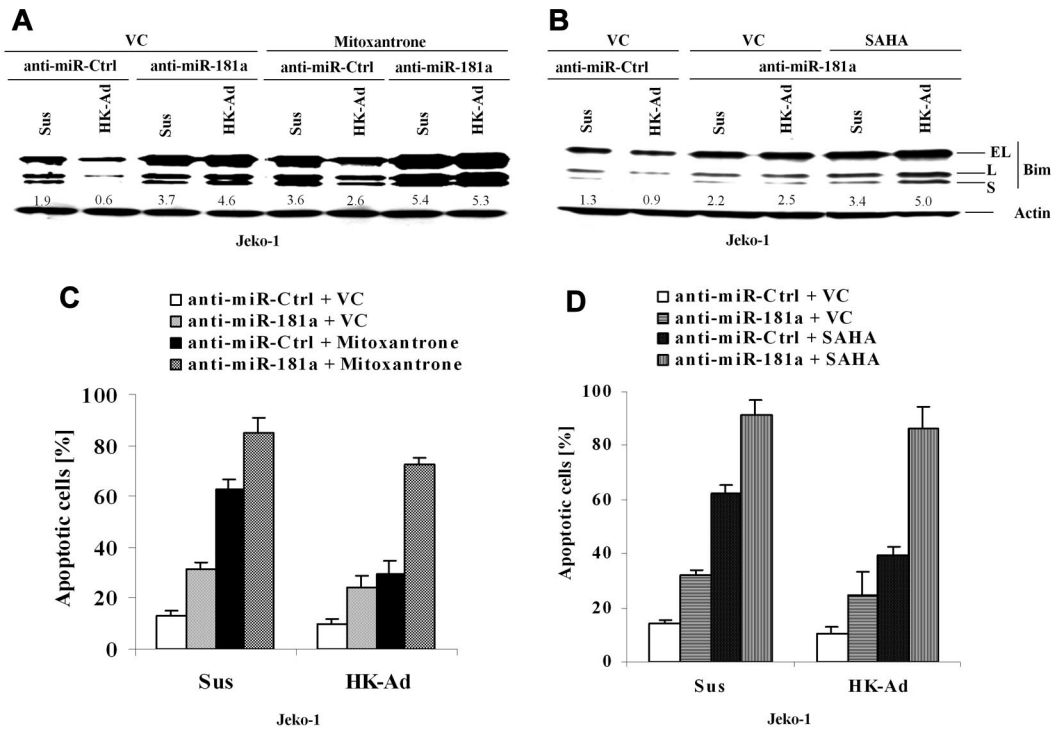 A
VC
Mitoxantrone
anti-miR-Ctrl anti-miR-181a anti-miR-Ctrl anti-miR-181a
Sus HK-Ad Sus HK-Ad Sus HK-Ad Sus HK-Ad
1.9 0.6 3.7 4.6 3.6 2.6 5.4 5.3
Jeko-1
B
VC VC SAHA
anti-miR-Ctrl anti-miR-181a
Sus HK-Ad Sus HK-Ad Sus HK-Ad
EL
L
S
Bim
1.3 0.9 2.2 2.5 3.4 5.0
Actin
Jeko-1
C
anti-miR-Ctrl + VC
anti-miR-181a + VC
anti-miR-Ctrl + Mitoxantrone
anti-miR-181a + Mitoxantrone
Apoptotic cells [%]
100
80
60
40
20
0
Sus HK-Ad
Jeko-1
D
anti-miR-Ctrl + VC
anti-miR-181a + VC
anti-miR-Ctrl + SAHA
anti-miR-181a + SAHA
Apoptotic cells [%]
100
80
60
40
20
0
Sus HK-Ad
Jeko-1